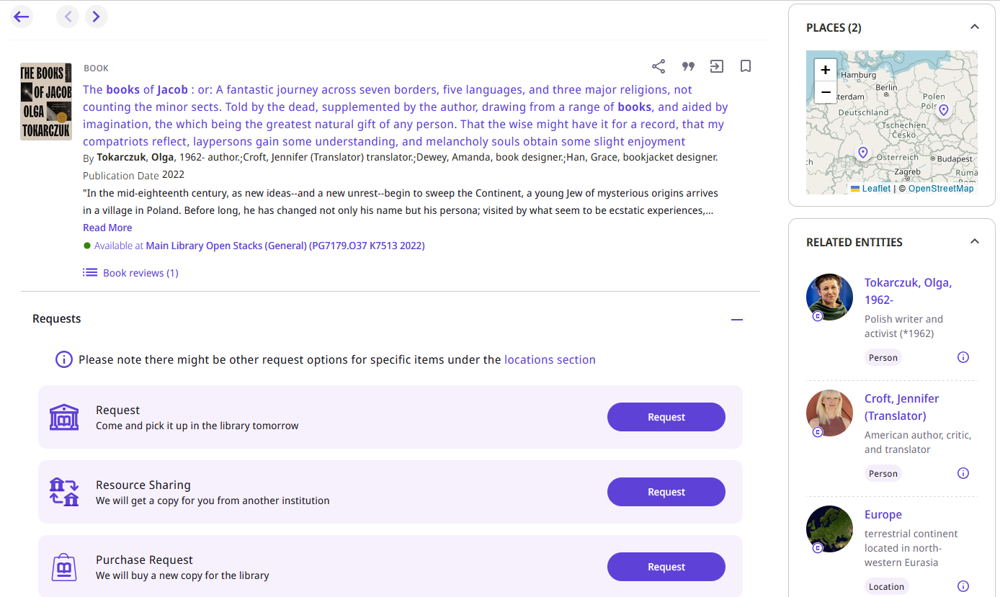 THE BOOKS
OF JACOB
OLGA
TOKARCZUK
BOOK
The books of Jacob : or: A fantastic journey across seven borders, five languages, and three major religions, not
counting the minor sects. Told by the dead, supplemented by the author, drawing from a range of books, and aided by
imagination, the which being the greatest natural gift of any person. That the wise might have it for a record, that my
compatriots reflect, laypersons gain some understanding, and melancholy souls obtain some slight enjoyment
By Tokarczuk, Olga, 1962- author.;Croft, Jennifer (Translator) translator.;Dewey, Amanda, book designer.;Han, Grace, bookjacket designer.
Publication Date 2022
"In the mid-eighteenth century, as new ideas--and a new unrest--begin to sweep the Continent, a young Jew of mysterious origins arrives
in a village in Poland. Before long, he has changed not only his name but his persona; visited by what seem to be ecstatic experiences,...
Read More
Available at Main Library Open Stacks (General) (PG7179.O37 K7513 2022)
Book reviews (1)
Requests
Please note there might be other request options for specific items under the locations section
Request
Come and pick it up in the library tomorrow
Request
Resource Sharing
We will get a copy for you from another institution
Request
Purchase Request
We will buy a new copy for the library
Request
PLACES (2)
+
−
Hamburg
Berlin
terdam
Polen
Pols
Deutschland
Tschechien
Česko
Österreich
Budapest
ch
Zagreb
Ruma
Leaflet | © OpenStreetMap
RELATED ENTITIES
Tokarczuk, Olga,
1962-
Polish writer and
activist (*1962)
Person
Croft, Jennifer
(Translator)
American author, critic,
and translator
Person
Europe
terrestrial continent
located in north-
western Eurasia
Location